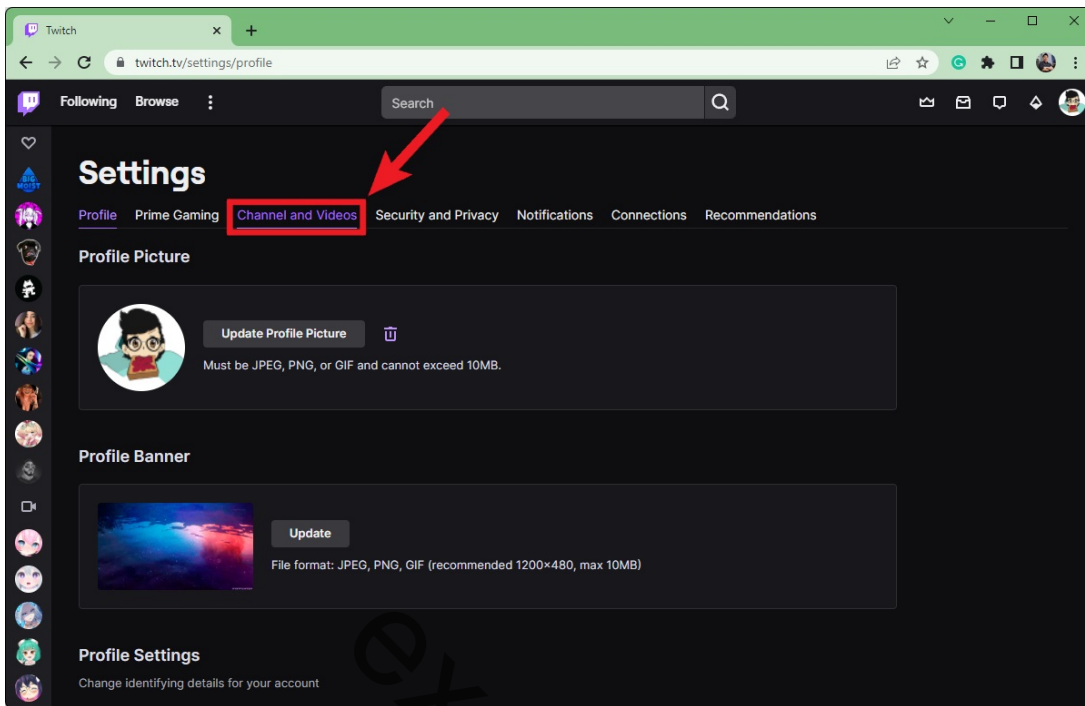 Twitch
twitch.tv/settings/profile
Following Browse Search
BIG
MOIST
Settings
Profile Prime Gaming Channel and Videos Security and Privacy Notifications Connections Recommendations
Profile Picture
Update Profile Picture
Must be JPEG, PNG, or GIF and cannot exceed 10MB.
Profile Banner
Update
File format: JPEG, PNG, GIF (recommended 1200×480, max 10MB)
Profile Settings
Change identifying details for your account